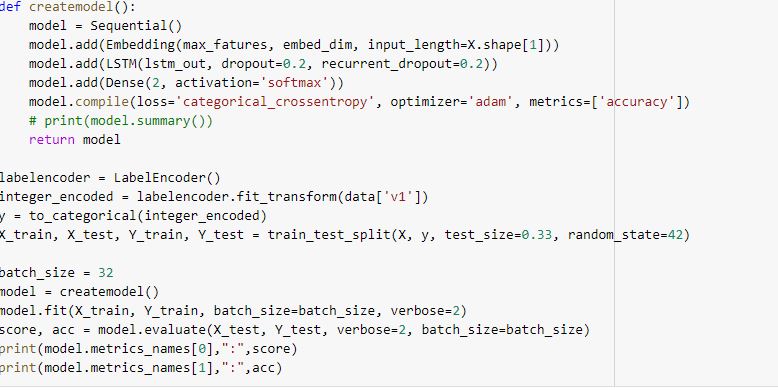 def createmodel():
    model = Sequential()
    model.add(Embedding(max_fatures, embed_dim, input_length=X.shape[1]))
    model.add(LSTM(lstm_out, dropout=0.2, recurrent_dropout=0.2))
    model.add(Dense(2, activation='softmax'))
    model.compile(loss='categorical_crossentropy', optimizer='adam', metrics=['accuracy'])
    # print(model.summary())
    return model
labelencoder = LabelEncoder()
integer_encoded = labelencoder.fit_transform(data['v1'])
y = to_categorical(integer_encoded)
X_train, X_test, Y_train, Y_test = train_test_split(X, y, test_size=0.33, random_state=42)
batch_size = 32
model = createmodel()
model.fit(X_train, Y_train, batch_size=batch_size, verbose=2)
score, acc = model.evaluate(X_test, Y_test, verbose=2, batch_size=batch_size)
print(model.metrics_names[0],":",score)
print(model.metrics_names[1],":",acc)